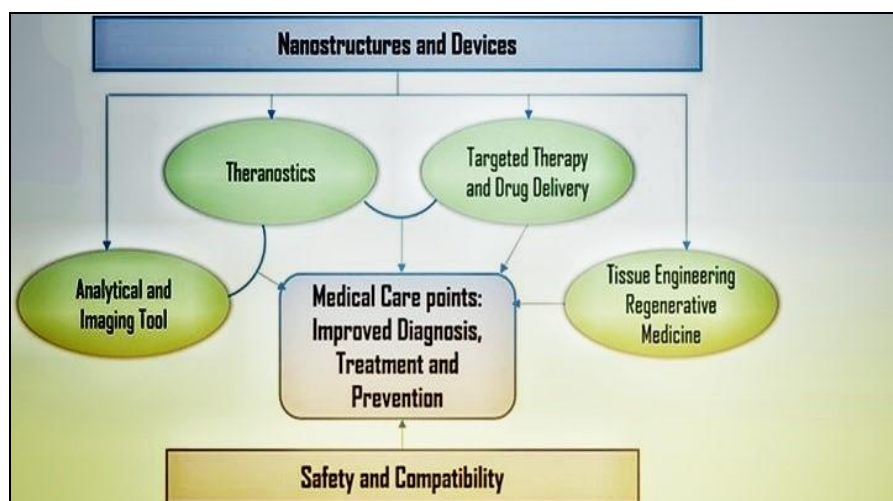 Nanostructures and Devices
Theranostics
Targeted Therapy
and Drug Delivery
Analytical and
Imaging Tool
Medical Care points:
Improved Diagnosis,
Treatment and
Prevention
Tissue Engineering
Regenerative
Medicine
Safety and Compatibility